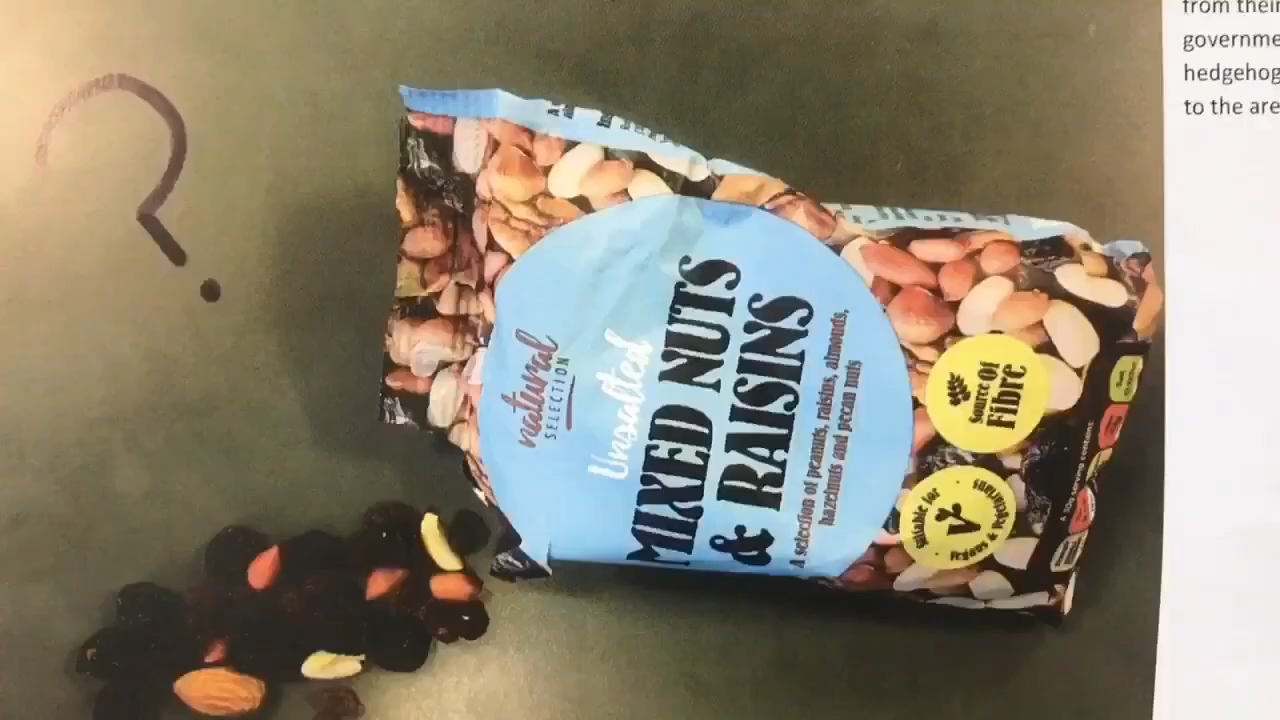 ?
natural
SELECTION
Unsalted
MIXED NUTS
& RAISINS
A selection of peanuts, raisins, almonds,
hazelnuts and pecan nuts
Source Of
Fibre
Suitable for
V
Vegans & Vegetarians
from their
governme
hedgehog
to the are